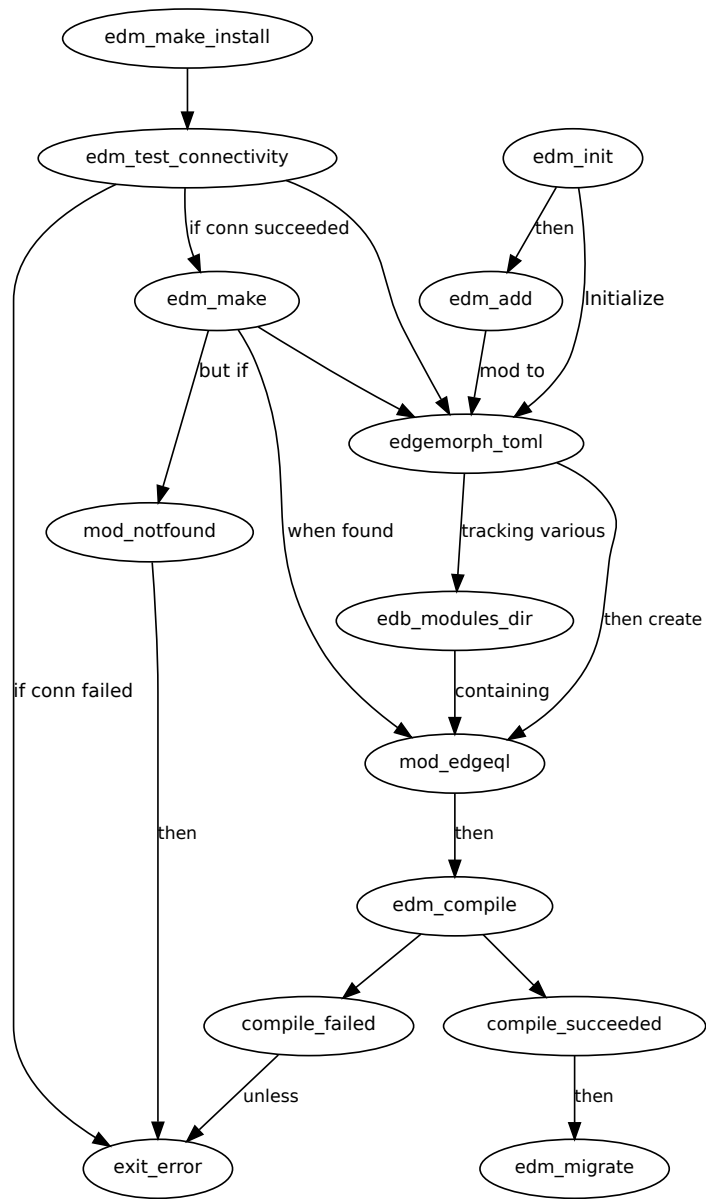 edm_make_install
edm_test_connectivity
edm_init
if conn succeeded
then
edm_make
edm_add
Initialize
but if
mod to
edgemorph_toml
mod_notfound
when found
tracking various
edb_modules_dir
then create
if conn failed
containing
mod_edgeql
then
then
edm_compile
compile_failed
compile_succeeded
unless
then
exit_error
edm_migrate